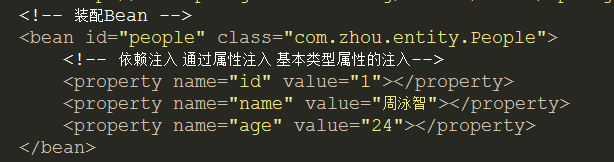 <!-- 装配Bean -->
<bean id="people" class="com.zhou.entity.People">
<!-- 依赖注入 通过属性注入 基本类型属性的注入-->
<property name="id" value="1"></property>
<property name="name" value="周泳智"></property>
<property name="age" value="24"></property>
</bean>